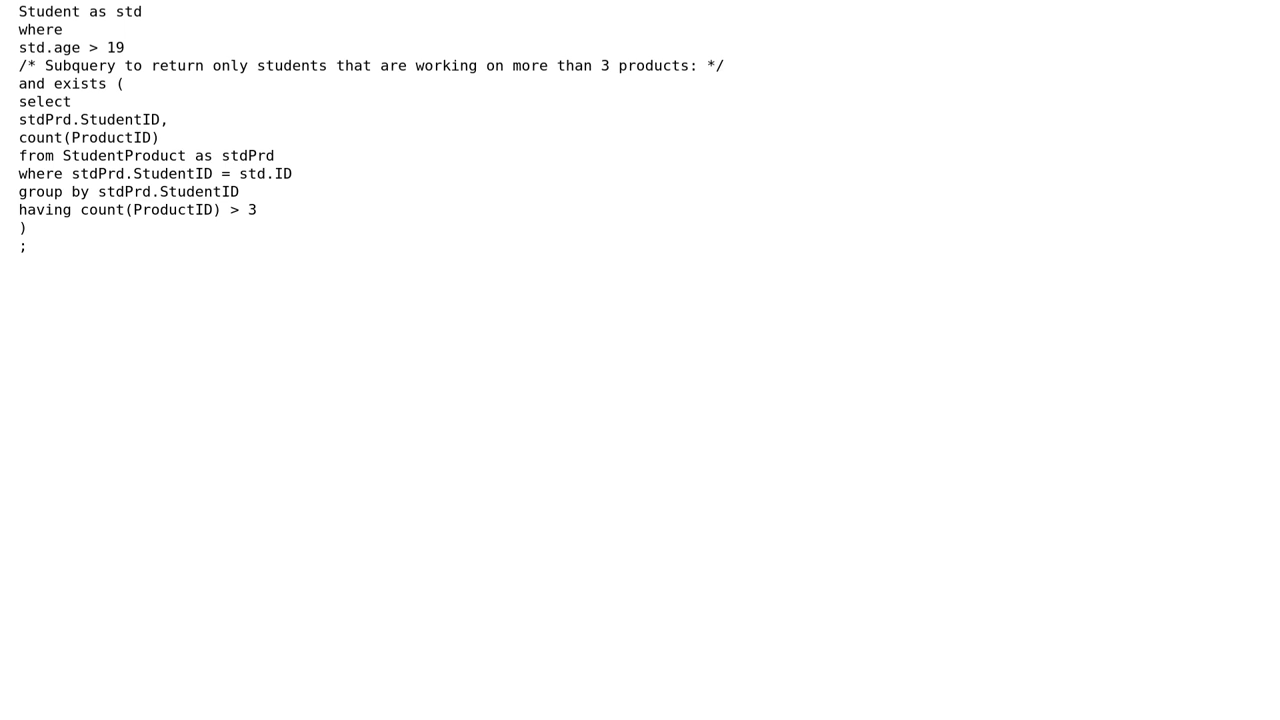 Student as std
where
std.age > 19
/* Subquery to return only students that are working on more than 3 products: */
and exists (
select
stdPrd.StudentID,
count(ProductID)
from StudentProduct as stdPrd
where stdPrd.StudentID = std.ID
group by stdPrd.StudentID
having count(ProductID) > 3
)
;